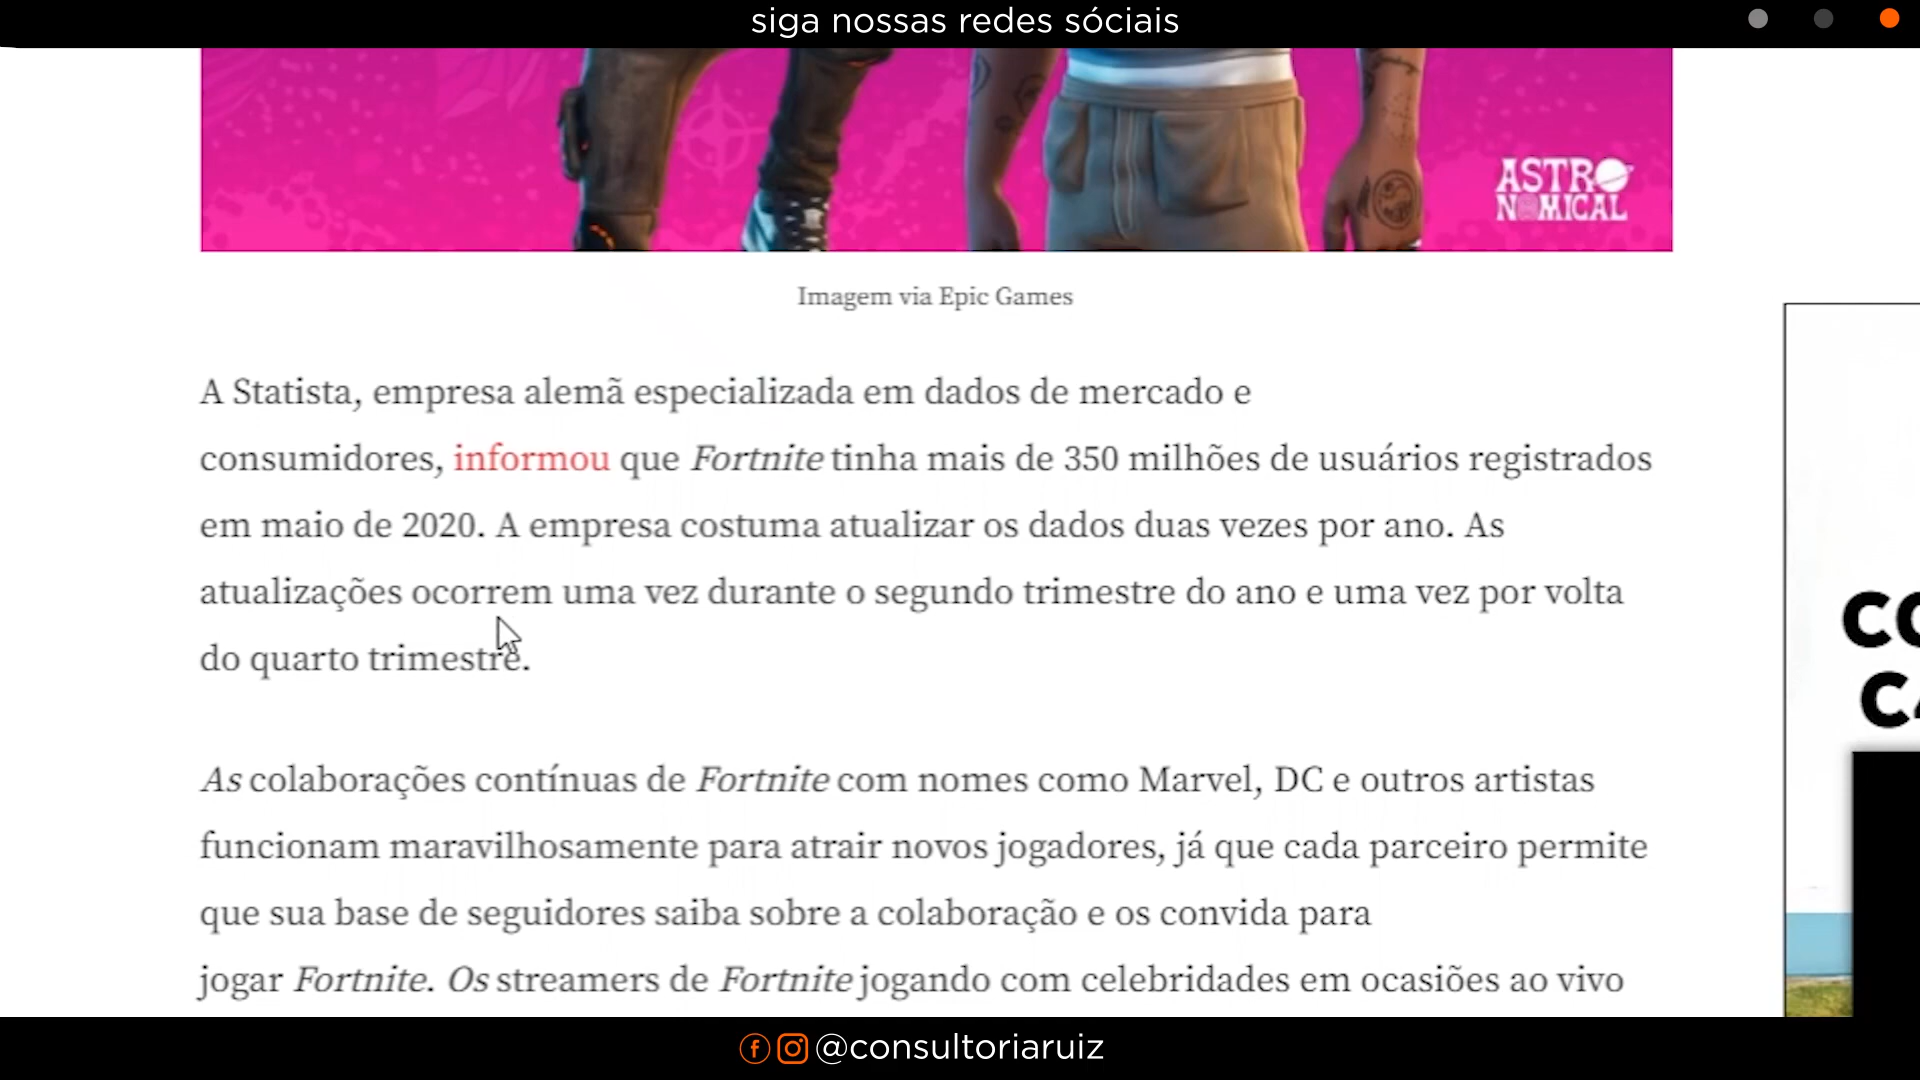 siga nossas redes sóciais
ASTRO
NOMICAL
Imagem via Epic Games
A Statista, empresa alemã especializada em dados de mercado e
consumidores, informou que Fortnite tinha mais de 350 milhões de usuários registrados
em maio de 2020. A empresa costuma atualizar os dados duas vezes por ano. As
atualizações ocorrem uma vez durante o segundo trimestre do ano e uma vez por volta
do quarto trimestre.
As colaborações contínuas de Fortnite com nomes como Marvel, DC e outros artistas
funcionam maravilhosamente para atrair novos jogadores, já que cada parceiro permite
que sua base de seguidores saiba sobre a colaboração e os convida para
jogar Fortnite. Os streamers de Fortnite jogando com celebridades em ocasiões ao vivo
@consultoriaruiz